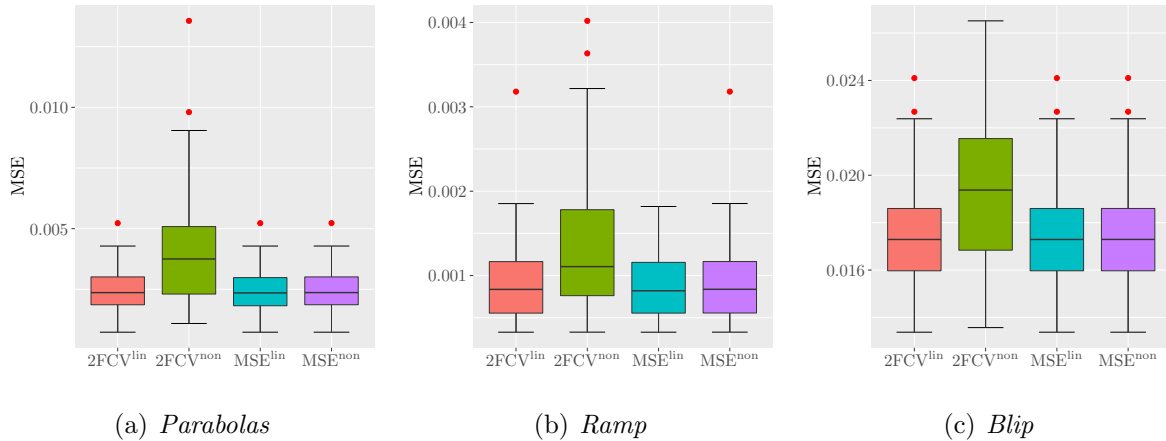 MSE
0.010
0.005
2FCV^lin 2FCV^non MSE^lin MSE^non
(a) Parabolas
MSE
0.004
0.003
0.002
0.001
2FCV^lin 2FCV^non MSE^lin MSE^non
(b) Ramp
MSE
0.024
0.020
0.016
2FCV^lin 2FCV^non MSE^lin MSE^non
(c) Blip